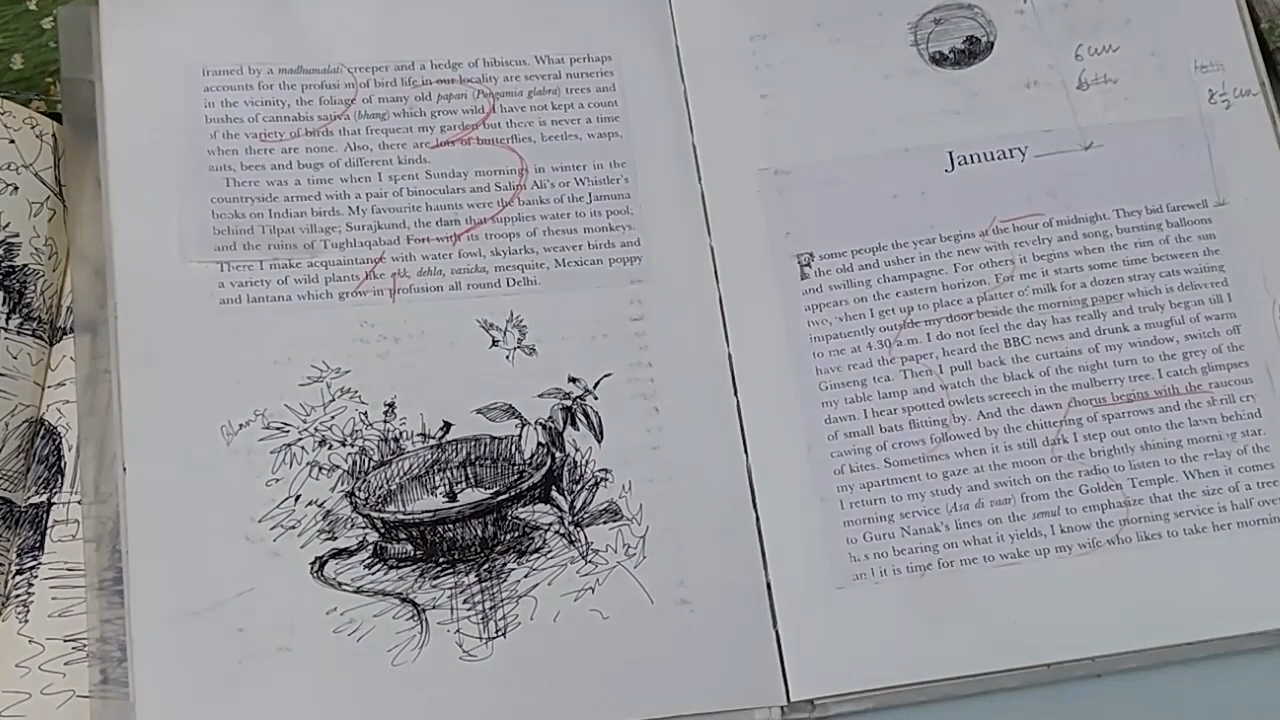 framed by a madhumalati creeper and a hedge of hibiscus. What perhaps
accounts for the profusion of bird life in our locality are several nurseries
in the vicinity, the foliage of many old papari (Pongamia glabra) trees and
bushes of cannabis sativa (bhang) which grow wild. I have not kept a count
of the variety of birds that frequent my garden but there is never a time
when there are none. Also, there are lots of butterflies, beetles, wasps,
ants, bees and bugs of different kinds.
There was a time when I spent Sunday mornings in winter in the
countryside armed with a pair of binoculars and Salim Ali's or Whistler's
books on Indian birds. My favourite haunts were the banks of the Jamuna
behind Tilpat village; Surajkund, the dam that supplies water to its pool;
and the ruins of Tughlaqabad Fort with its troops of rhesus monkeys.
There I make acquaintance with water fowl, skylarks, weaver birds and
a variety of wild plants like akk, dehla, vasicka, mesquite, Mexican poppy
and lantana which grow in profusion all round Delhi.
Bhang
6 cm
8 1/2 cm
January
For some people the year begins at the hour of midnight. They bid farewell
the old and usher in the new with revelry and song, bursting balloons
and swilling champagne. For others it begins when the rim of the sun
appears on the eastern horizon. For me it starts some time between the
two, when I get up to place a platter of milk for a dozen stray cats waiting
impatiently outside my door beside the morning paper which is delivered
to me at 4.30 a.m. I do not feel the day has really and truly began till I
have read the paper, heard the BBC news and drunk a mugful of warm
Ginseng tea. Then I pull back the curtains of my window, switch off
my table lamp and watch the black of the night turn to the grey of the
dawn. I hear spotted owlets screech in the mulberry tree. I catch glimpses
of small bats flitting by. And the dawn chorus begins with the raucous
cawing of crows followed by the chittering of sparrows and the shrill cry
of kites. Sometimes when it is still dark I step out onto the lawn behind
my apartment to gaze at the moon or the brightly shining morning star.
I return to my study and switch on the radio to listen to the relay of the
morning service (Asa di vaar) from the Golden Temple. When it comes
to Guru Nanak's lines on the semul to emphasize that the size of a tree
has no bearing on what it yields, I know the morning service is half over
and it is time for me to wake up my wife who likes to take her morning